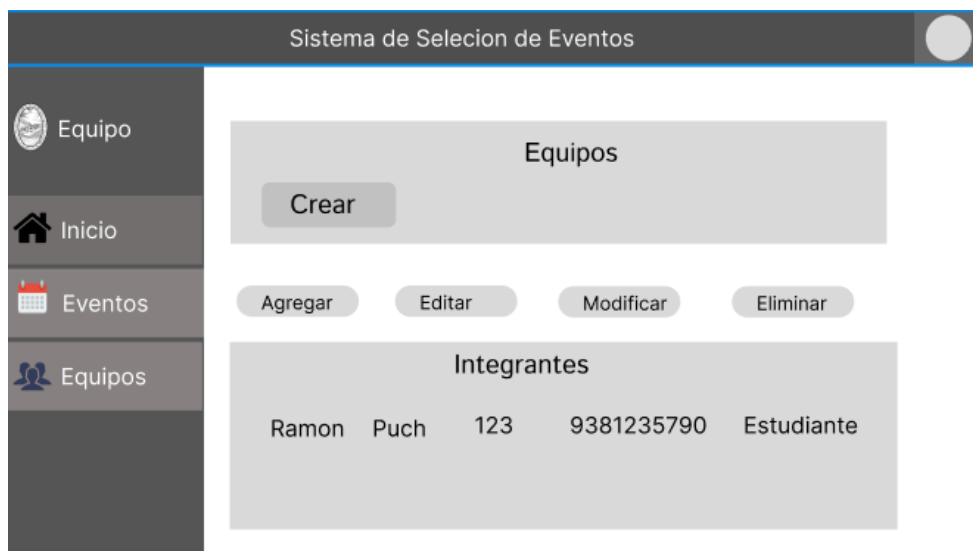 Sistema de Selecion de Eventos
Equipo
Inicio
Eventos
Equipos
Equipos
Crear
Agregar Editar Modificar Eliminar
Integrantes
Ramon Puch 123 9381235790 Estudiante